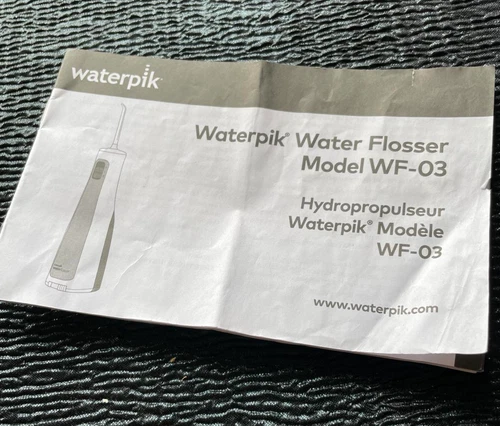 waterpik
Waterpik® Water Flosser
Model WF-03
Hydropropulseur
Waterpik® Modèle
WF-03
www.waterpik.com